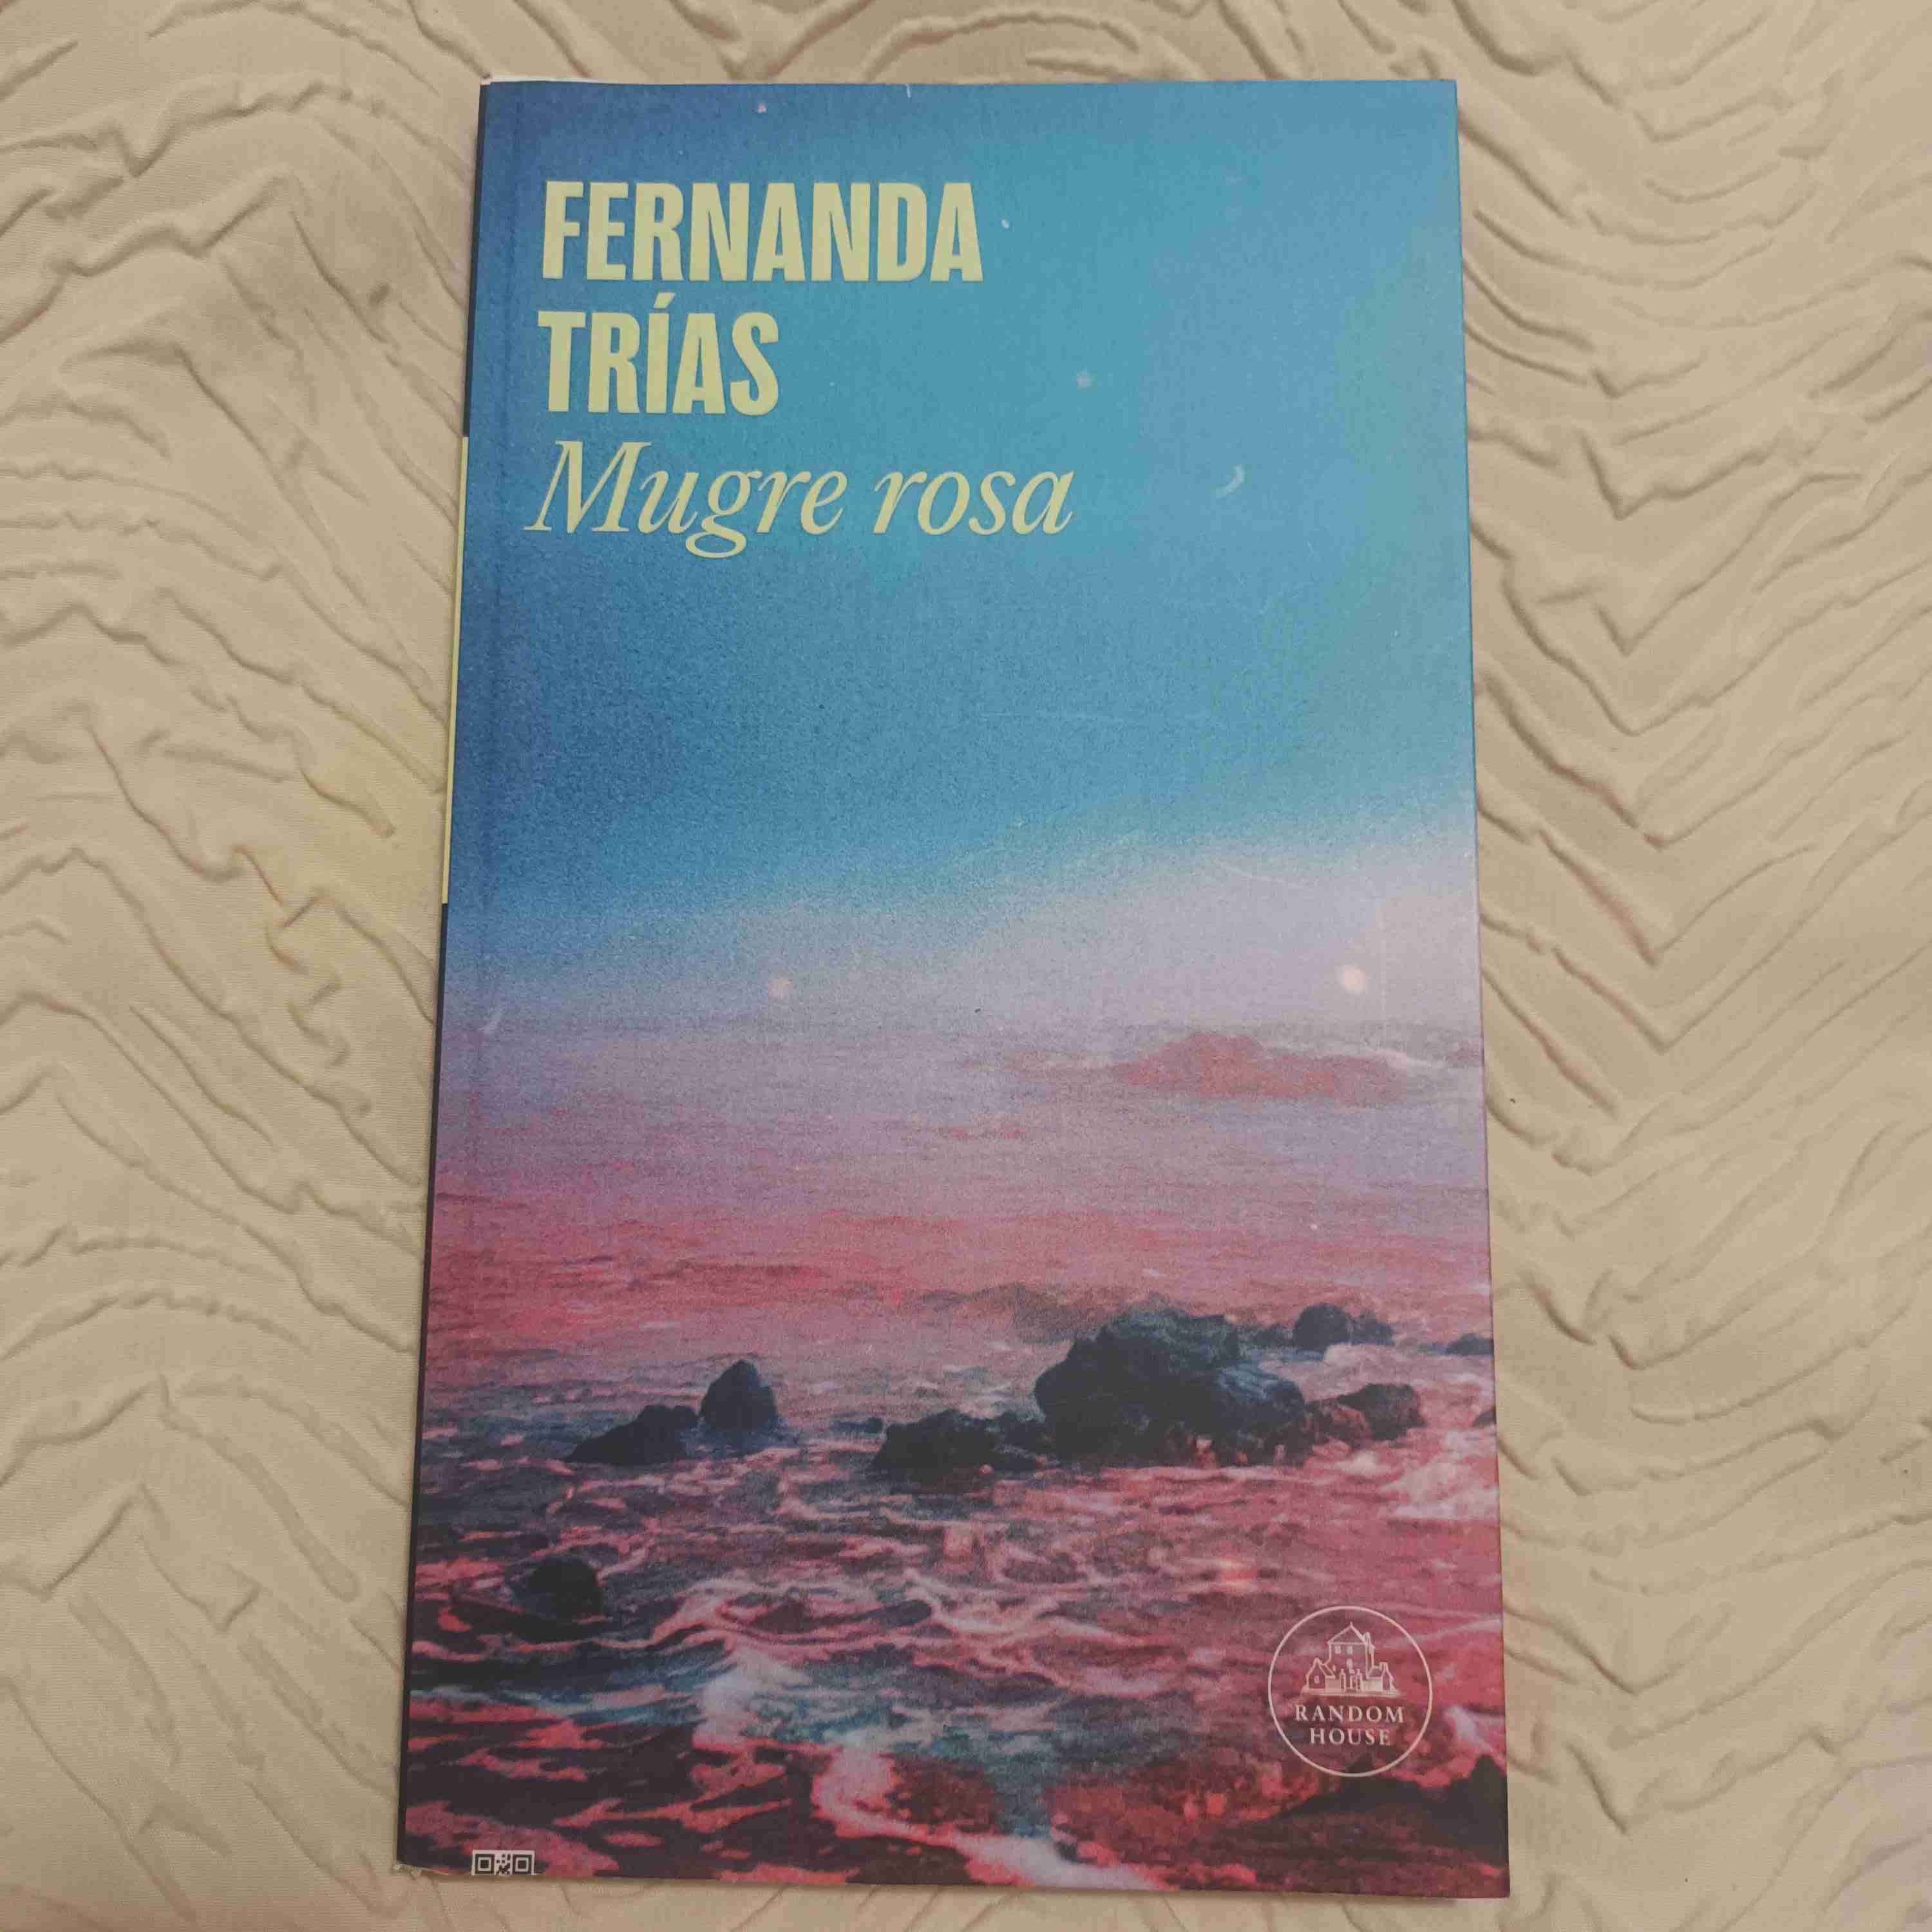 FERNANDA
TRÍAS
Mugre rosa
RANDOM
HOUSE